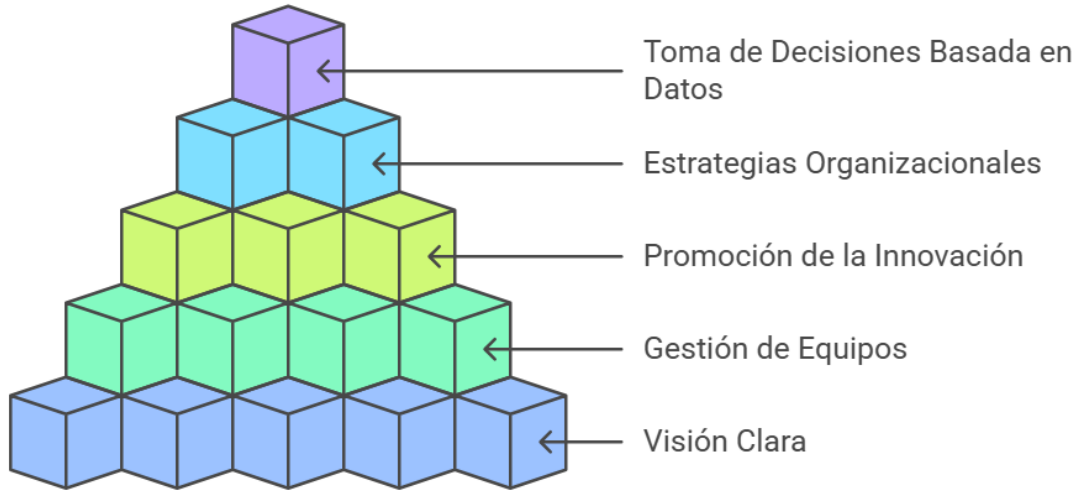 Toma de Decisiones Basada en
Datos
Estrategias Organizacionales
Promoción de la Innovación
Gestión de Equipos
Visión Clara